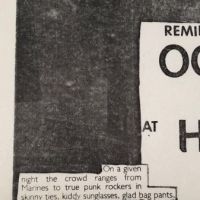 REMI
OC
AT
H
On a given
night the crowd ranges from
Marines to true punk rockers in
skinny ties, kiddy sunglasses, glad bag pants,